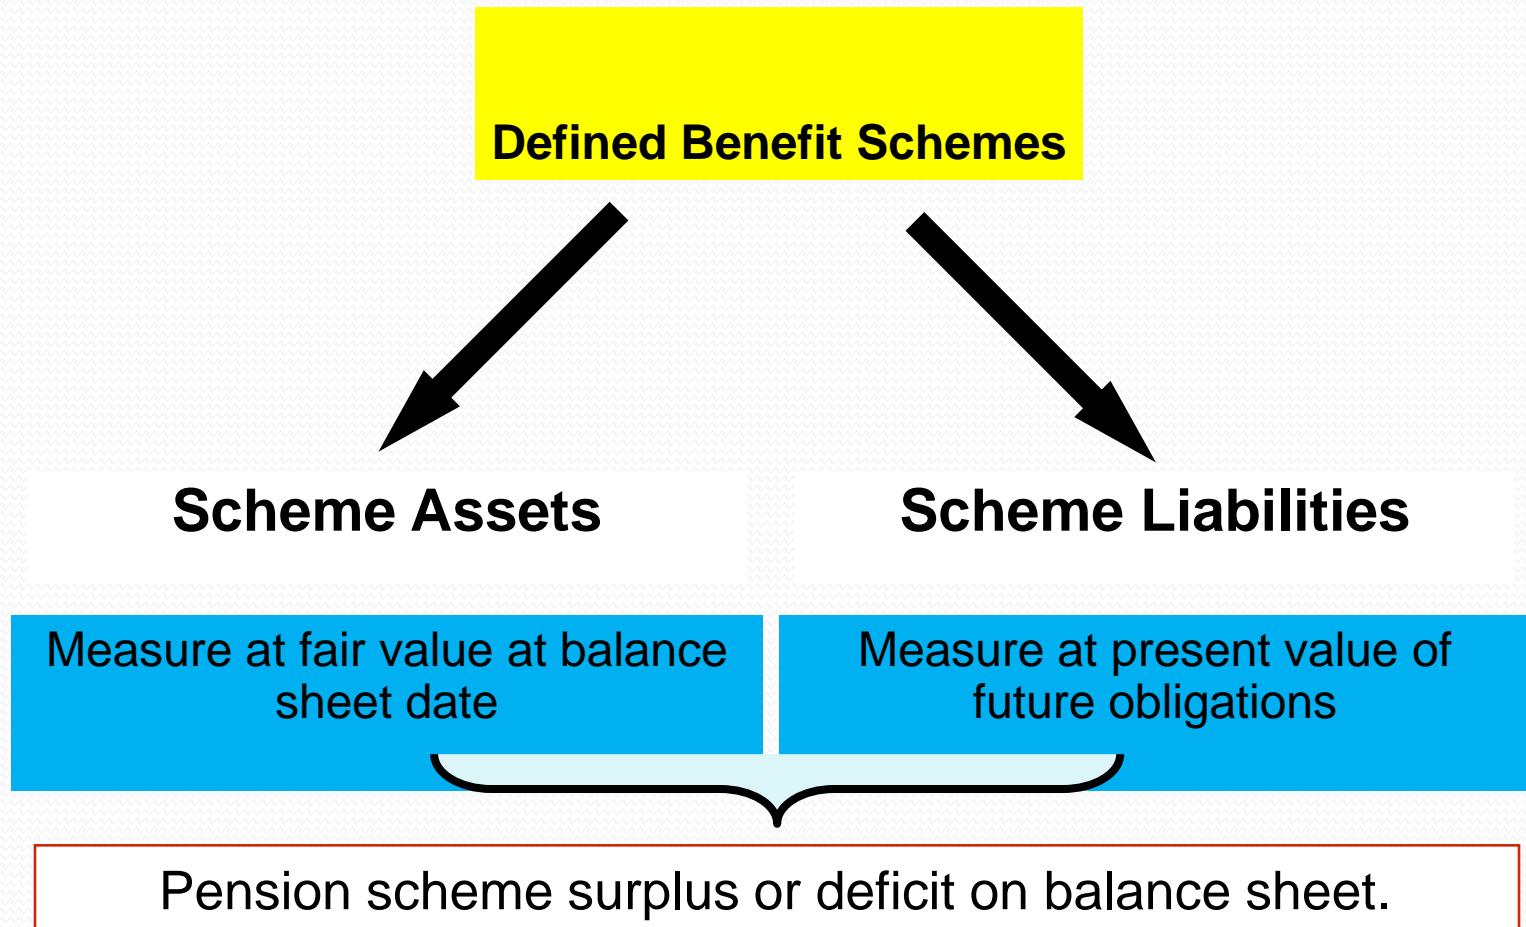 Defined Benefit Schemes
Scheme Assets
Scheme Liabilities
Measure at fair value at balance
sheet date
Measure at present value of
future obligations
Pension scheme surplus or deficit on balance sheet.